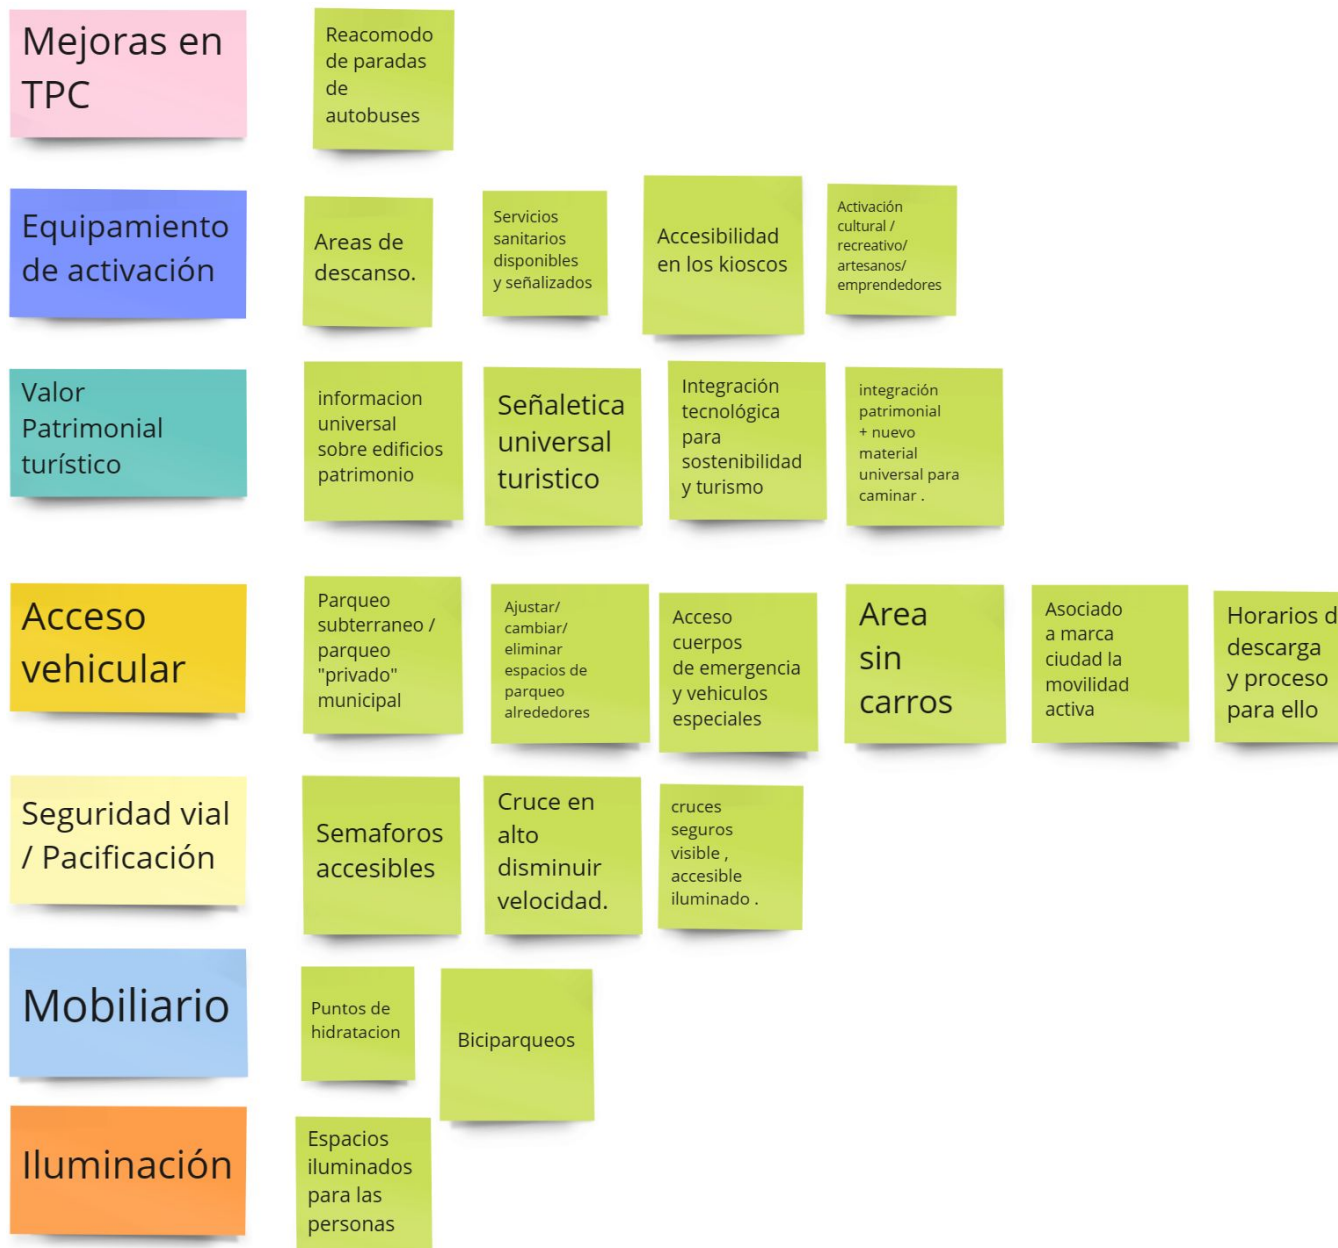 Mejoras en
TPC
Reacomodo
de paradas
de
autobuses
Equipamiento
de activación
Areas de
descanso.
Servicios
sanitarios
disponibles
y señalizados
Accesibilidad
en los kioscos
Activación
cultural /
recreativo/
artesanos/
emprendedores
Valor
Patrimonial
turístico
informacion
universal
sobre edificios
patrimonio
Señaletica
universal
turistico
Integración
tecnológica
para
sostenibilidad
y turismo
integración
patrimonial
+ nuevo
material
universal para
caminar .
Acceso
vehicular
Parqueo
subterraneo /
parqueo
"privado"
municipal
Ajustar/
cambiar/
eliminar
espacios de
parqueo
alrededores
Acceso
cuerpos
de emergencia
y vehiculos
especiales
Area
sin
carros
Asociado
a marca
ciudad la
movilidad
activa
Horarios d
descarga
y proceso
para ello
Seguridad vial
/ Pacificación
Semaforos
accesibles
Cruce en
alto
disminuir
velocidad.
cruces
seguros
visible ,
accesible
iluminado .
Mobiliario
Puntos de
hidratacion
Biciparqueos
Iluminación
Espacios
iluminados
para las
personas